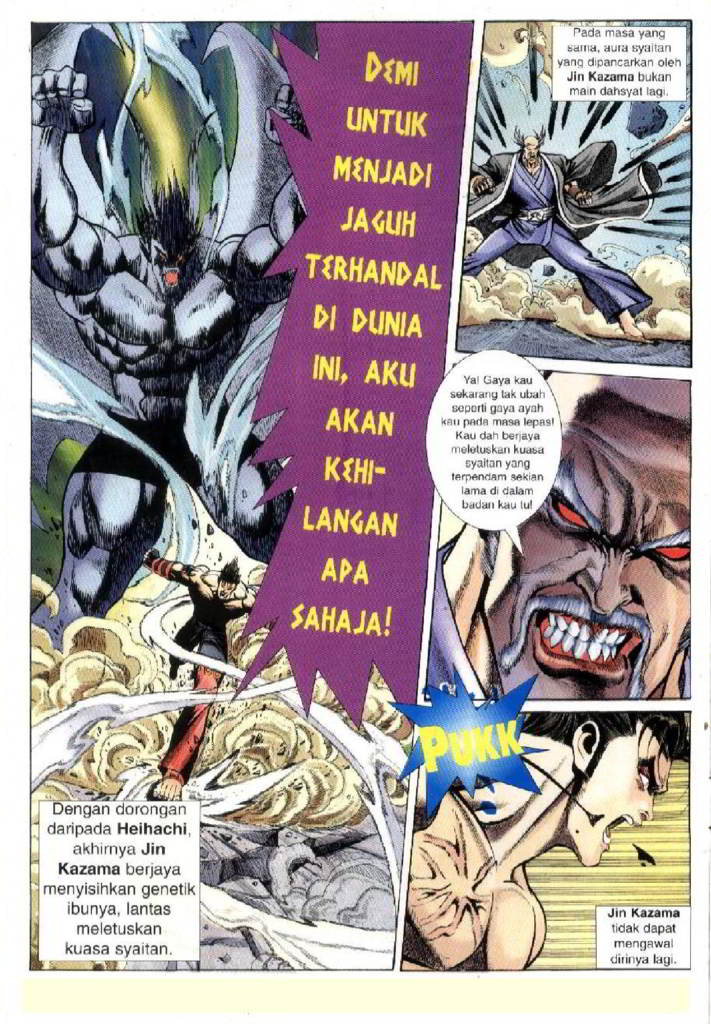 DEMI
UNTUK
MENJADI
JAGUH
TERHANDAL
DI DUNIA
INI, AKU
AKAN
KEHI-
LANGAN
APA
SAHAJA!
Dengan dorongan
daripada Heihachi,
akhirnya Jin
Kazama berjaya
menyisihkan genetik
ibunya, lantas
meletuskan
kuasa syaitan.
Pada masa yang
sama, aura syaitan
yang dipancarkan oleh
Jin Kazama bukan
main dahsyat lagi.
Ya! Gaya kau
sekarang tak ubah
seperti gaya ayah
kau pada masa lepas!
Kau dah berjaya
meletuskan kuasa
syaitan yang
terpendam sekian
lama di dalam
badan kau tu!
PUKK
Jin Kazama
tidak dapat
mengawal
dirinya lagi.